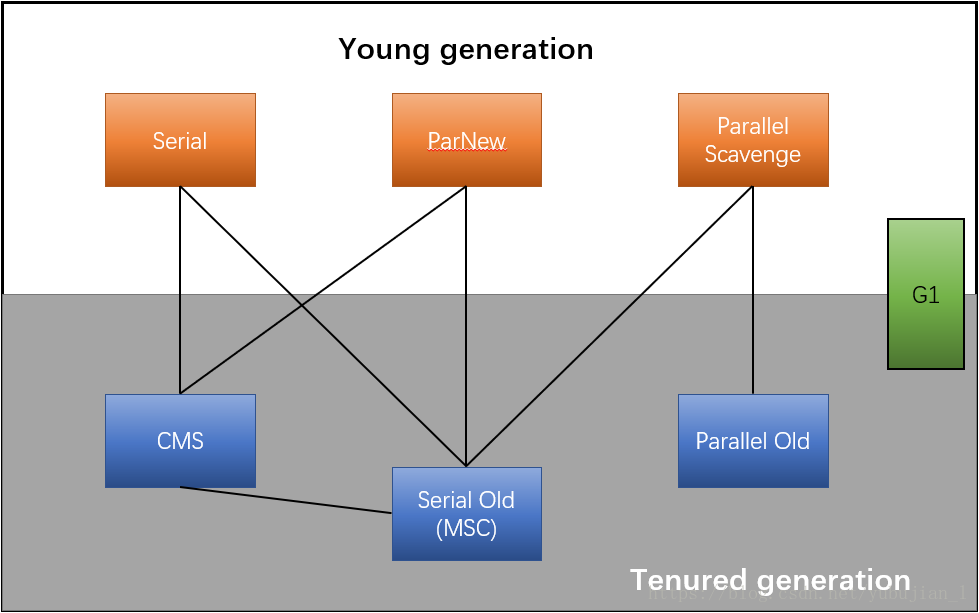 Young generation
Serial
ParNew
Parallel
Scavenge
G1
CMS
Parallel Old
Serial Old
(MSC)
Tenured generation
https://blog.csdn.net/yubujian_l